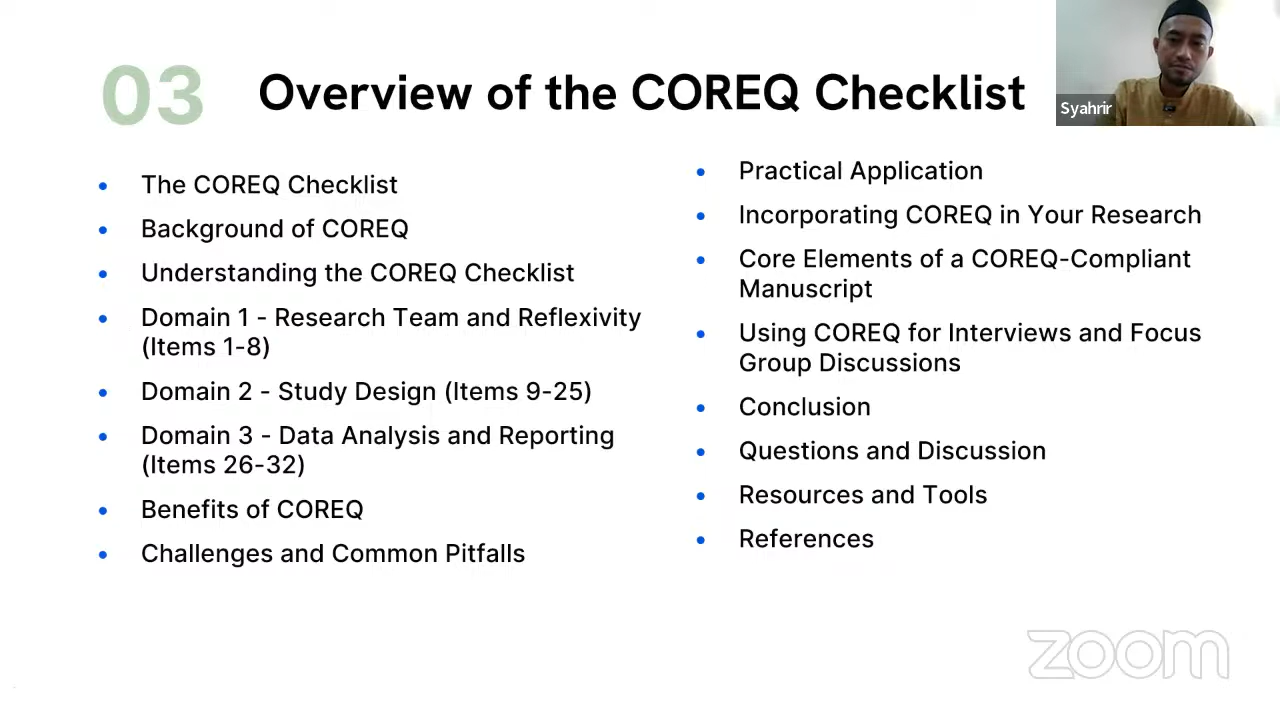 03
Overview of the COREQ Checklist
Syahrir
The COREQ Checklist
Background of COREQ
Understanding the COREQ Checklist
Domain 1 - Research Team and Reflexivity
(Items 1-8)
Domain 2 - Study Design (Items 9-25)
Domain 3 - Data Analysis and Reporting
(Items 26-32)
Benefits of COREQ
Challenges and Common Pitfalls
Practical Application
Incorporating COREQ in Your Research
Core Elements of a COREQ-Compliant
Manuscript
Using COREQ for Interviews and Focus
Group Discussions
Conclusion
Questions and Discussion
Resources and Tools
References
zoom